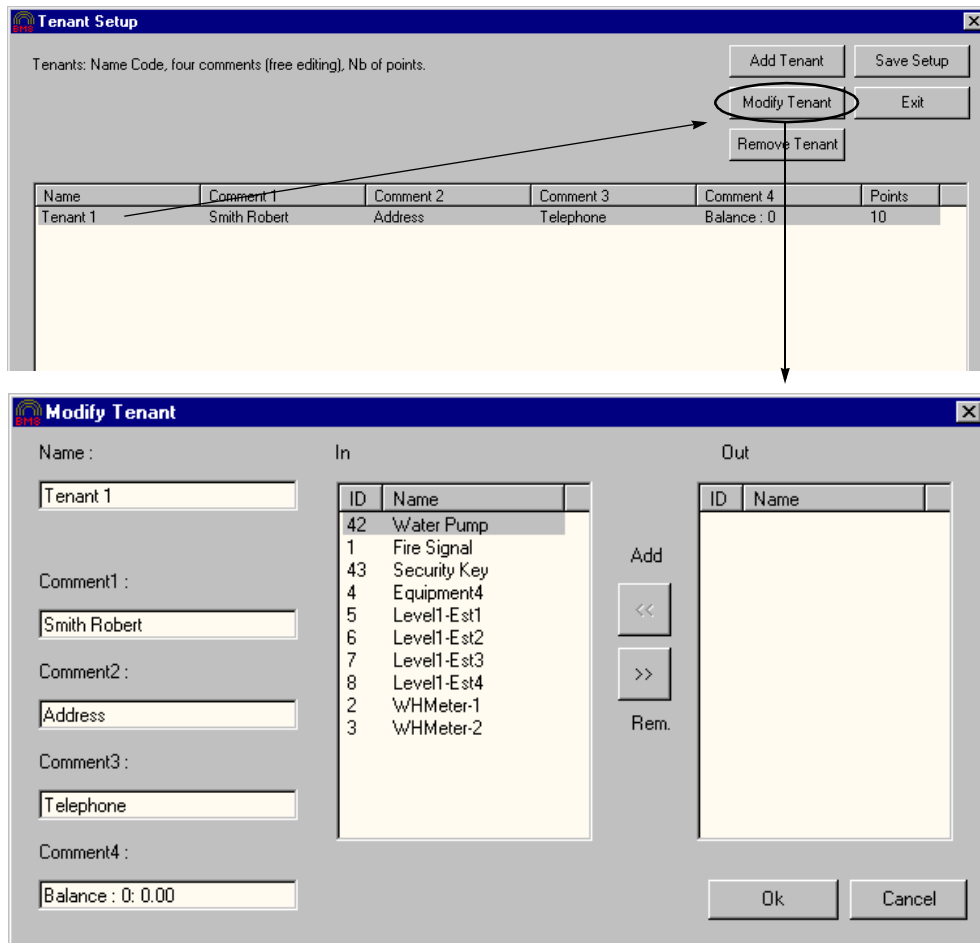 BMS Tenant Setup
Tenants: Name Code, four comments (free editing), Nb of points.
Add Tenant Save Setup
Modify Tenant Exit
Remove Tenant
Name Comment 1 Comment 2 Comment 3 Comment 4 Points
Tenant 1 Smith Robert Address Telephone Balance : 0 10
BMS Modify Tenant
Name :
Tenant 1
Comment1 :
Smith Robert
Comment2 :
Address
Comment3 :
Telephone
Comment4 :
Balance : 0: 0.00
In
ID Name
42 Water Pump
1 Fire Signal
43 Security Key
4 Equipment4
5 Level1-Est1
6 Level1-Est2
7 Level1-Est3
8 Level1-Est4
2 WHMeter-1
3 WHMeter-2
Add
<<
>>
Rem.
Out
ID Name
Ok Cancel